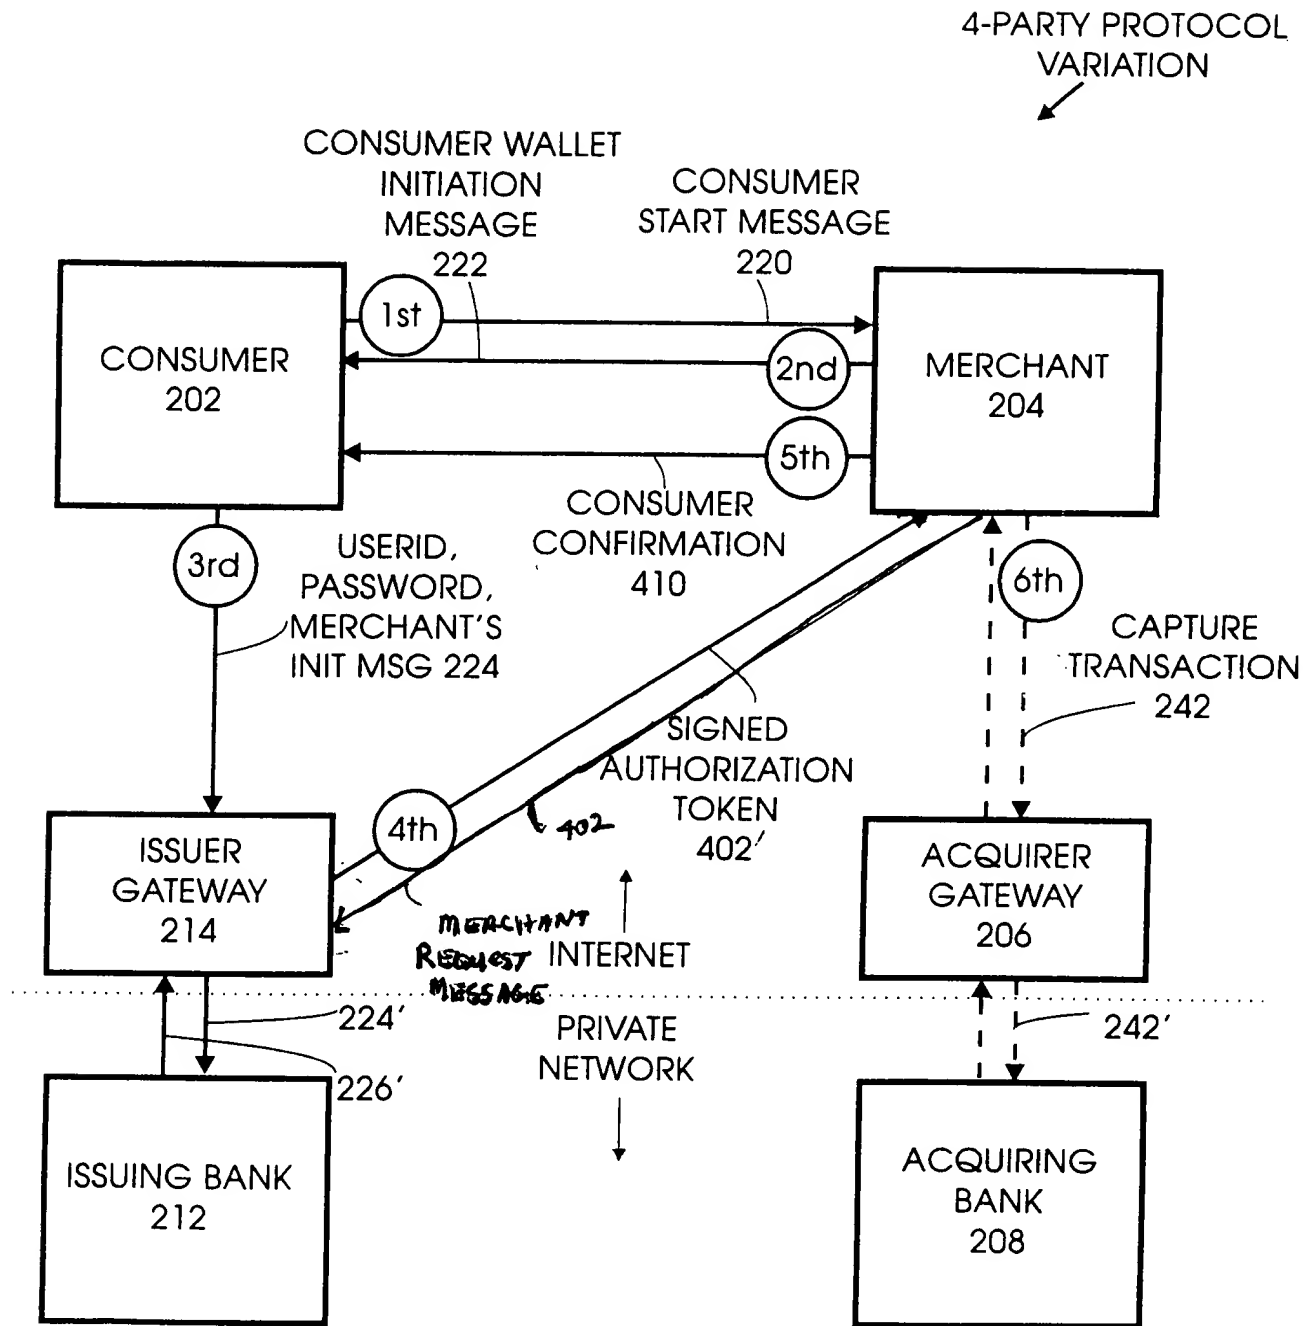 4-PARTY PROTOCOL
VARIATION
CONSUMER WALLET
INITIATION
MESSAGE
222
CONSUMER
START MESSAGE
220
CONSUMER
202
1st
2nd
5th
MERCHANT
204
CONSUMER
CONFIRMATION
410
3rd
USERID,
PASSWORD,
MERCHANT'S
INIT MSG 224
6th
CAPTURE
TRANSACTION
242
SIGNED
AUTHORIZATION
TOKEN
402'
4th
402
ISSUER
GATEWAY
214
MERCHANT
REQUEST
MESSAGE
INTERNET
ACQUIRER
GATEWAY
206
224'
226'
PRIVATE
NETWORK
242'
ISSUING BANK
212
ACQUIRING
BANK
208